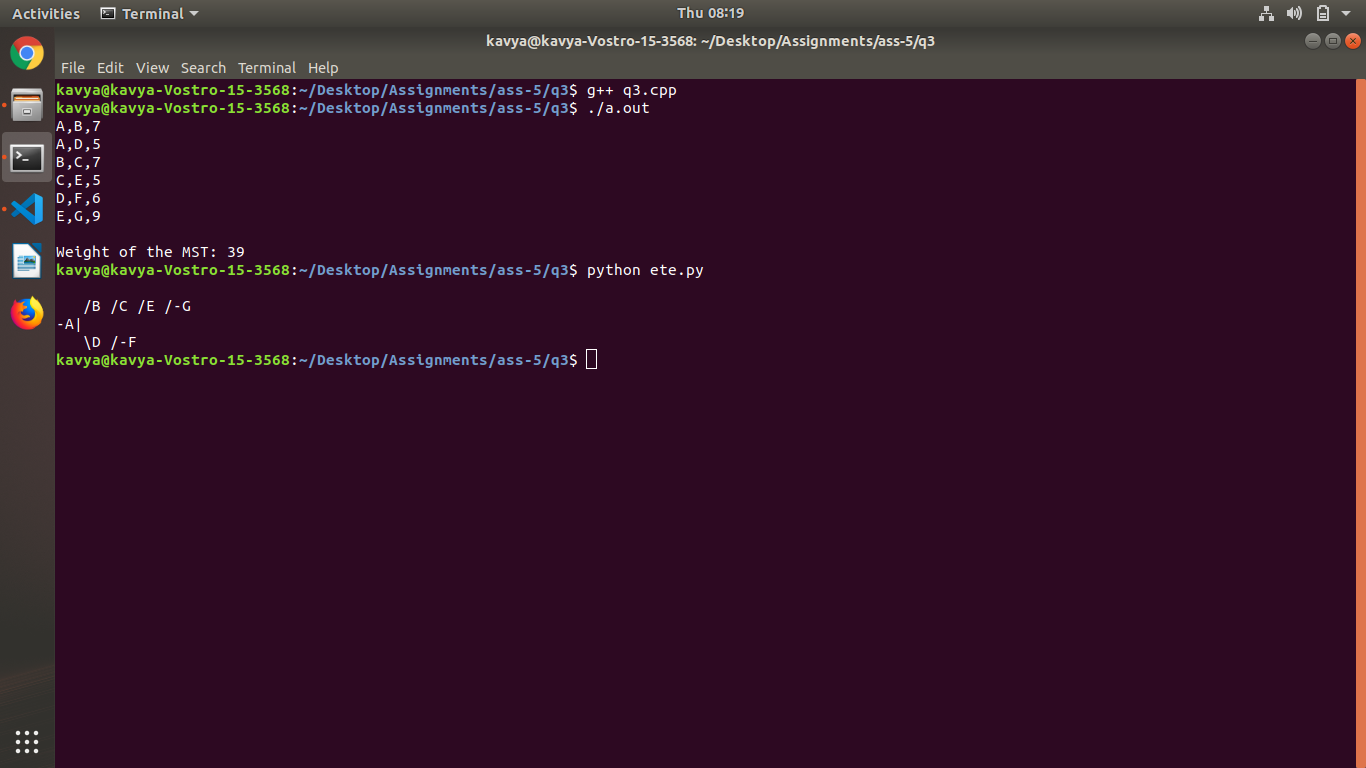 Activities Terminal Thu 08:19
kavya@kavya-Vostro-15-3568: ~/Desktop/Assignments/ass-5/q3
File Edit View Search Terminal Help
kavya@kavya-Vostro-15-3568:~/Desktop/Assignments/ass-5/q3$ g++ q3.cpp
kavya@kavya-Vostro-15-3568:~/Desktop/Assignments/ass-5/q3$ ./a.out
A,B,7
A,D,5
B,C,7
C,E,5
D,F,6
E,G,9
Weight of the MST: 39
kavya@kavya-Vostro-15-3568:~/Desktop/Assignments/ass-5/q3$ python ete.py
   /B /C /E /-G
-A|
   \D /-F
kavya@kavya-Vostro-15-3568:~/Desktop/Assignments/ass-5/q3$